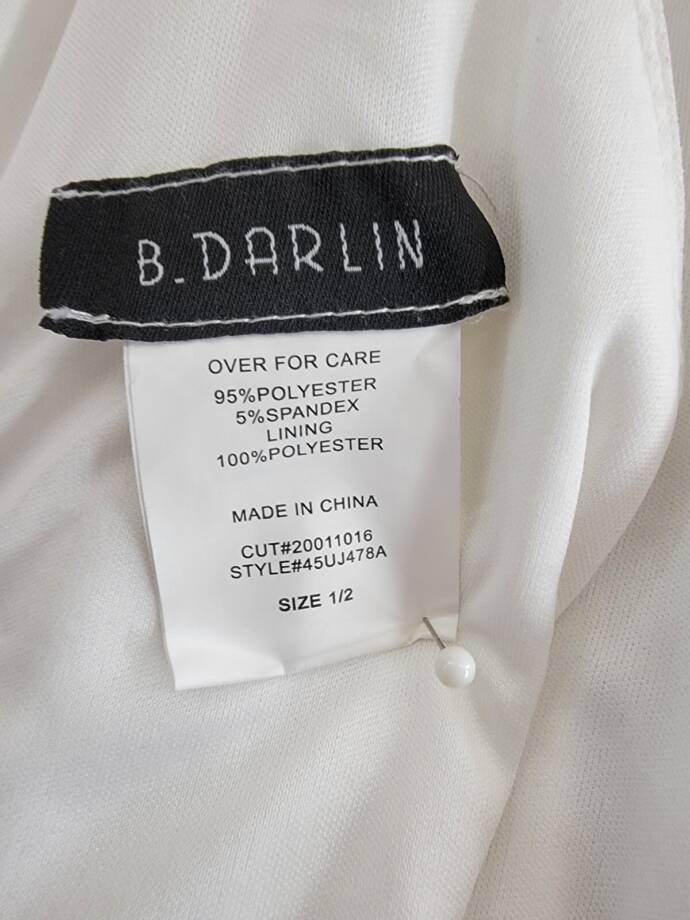 B.DARLIN
OVER FOR CARE
95%POLYESTER
5%SPANDEX
LINING
100%POLYESTER
MADE IN CHINA
CUT#20011016
STYLE#45UJ478A
SIZE 1/2